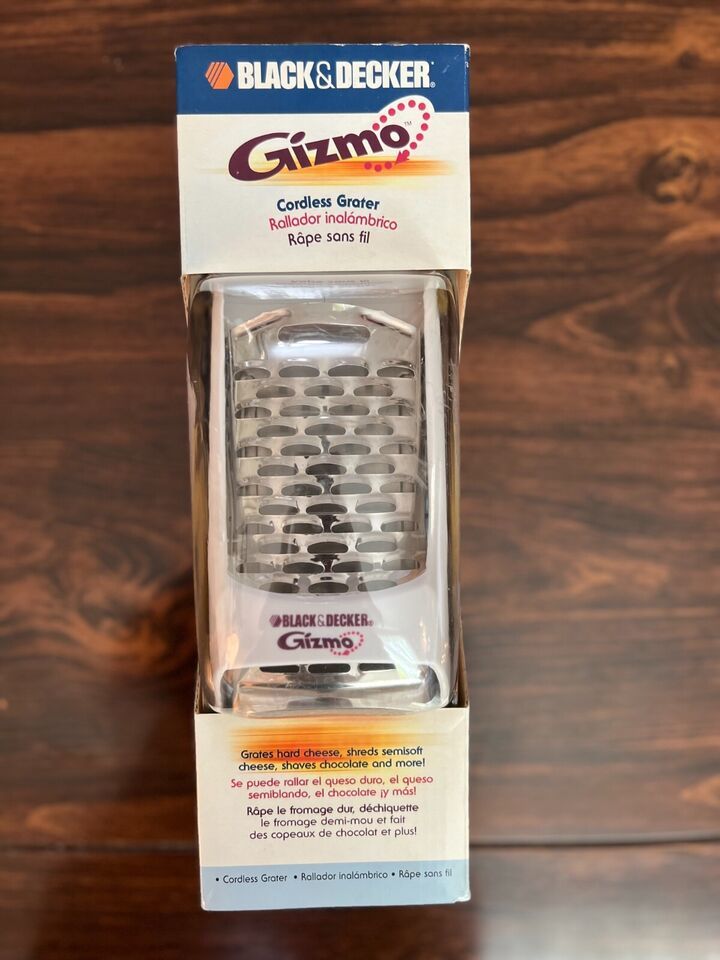 BLACK&DECKER®
Gizmo™
Cordless Grater
Rallador inalámbrico
Râpe sans fil
BLACK&DECKER®
Gizmo
Grates hard cheese, shreds semisoft
cheese, shaves chocolate and more!
Se puede rallar el queso duro, el queso
semiblando, el chocolate ¡y más!
Râpe le fromage dur, déchiquette
le fromage demi-mou et fait
des copeaux de chocolat et plus!
• Cordless Grater • Rallador inalámbrico • Râpe sans fil